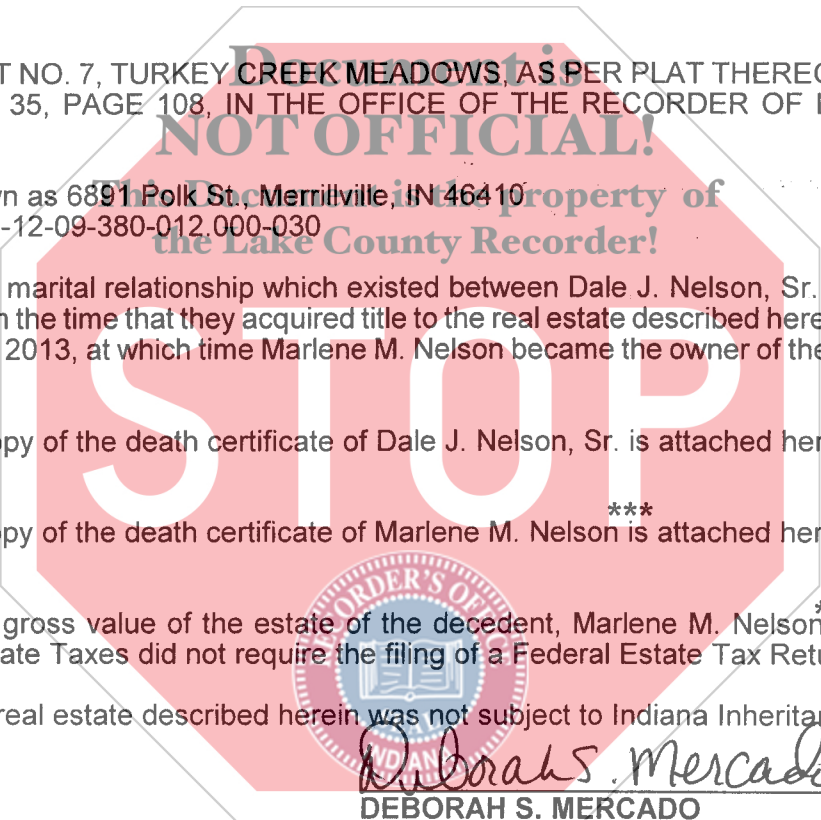 T NO. 7, TURKEY CREEK MEADOWS, AS PER PLAT THEREO
35, PAGE 108, IN THE OFFICE OF THE RECORDER OF
Document is
NOT OFFICIAL!
This Document is the property of
the Lake County Recorder!
n as 6891 Polk St., Merrillville, IN 46410
-12-09-380-012.000-030
marital relationship which existed between Dale J. Nelson, Sr.
the time that they acquired title to the real estate described here
2013, at which time Marlene M. Nelson became the owner of the
STOP
py of the death certificate of Dale J. Nelson, Sr. is attached her
***
py of the death certificate of Marlene M. Nelson is attached her
gross value of the estate of the decedent, Marlene M. Nelson*
ate Taxes did not require the filing of a Federal Estate Tax Retu
real estate described herein was not subject to Indiana Inherita
RECORDER'S OFFICE
INDIANA
Deborah S. Mercado
DEBORAH S. MERCADO